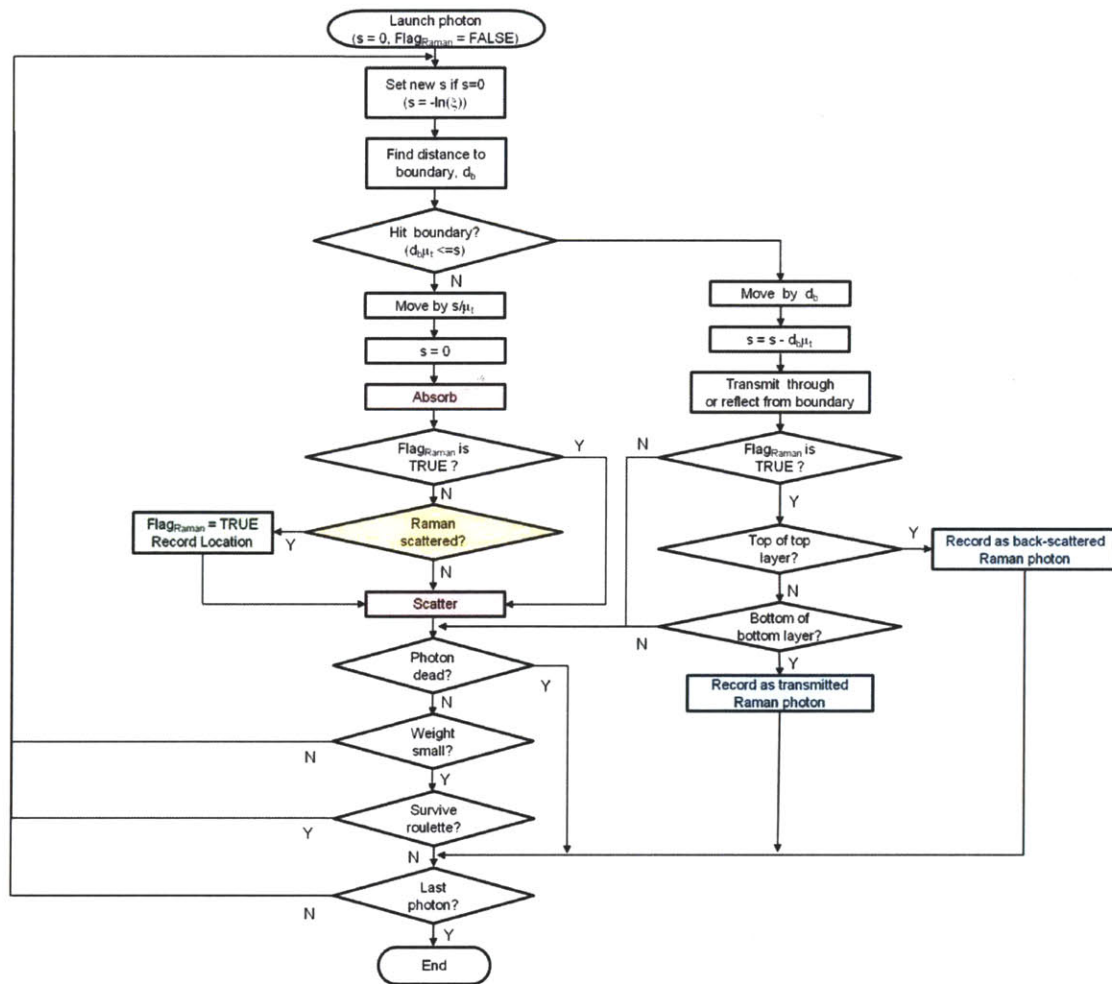 Launch photon
(s = 0, Flag_Raman = FALSE)
Set new s if s=0
(s = -ln(ξ))
Find distance to
boundary, d_b
Hit boundary?
(d_bμ_t <=s)
N
Move by s/μ_t
s = 0
Absorb
Flag_Raman is
TRUE ?
Y
N
Raman
scattered?
Y
N
Flag_Raman = TRUE
Record Location
Scatter
Photon
dead?
Y
N
Weight
small?
N
Y
Survive
roulette?
Y
N
Last
photon?
N
Y
End
Move by d_b
s = s - d_bμ_t
Transmit through
or reflect from boundary
N
Flag_Raman is
TRUE ?
Y
Top of top
layer?
Y
N
Record as back-scattered
Raman photon
Bottom of
bottom layer?
N
Y
Record as transmitted
Raman photon